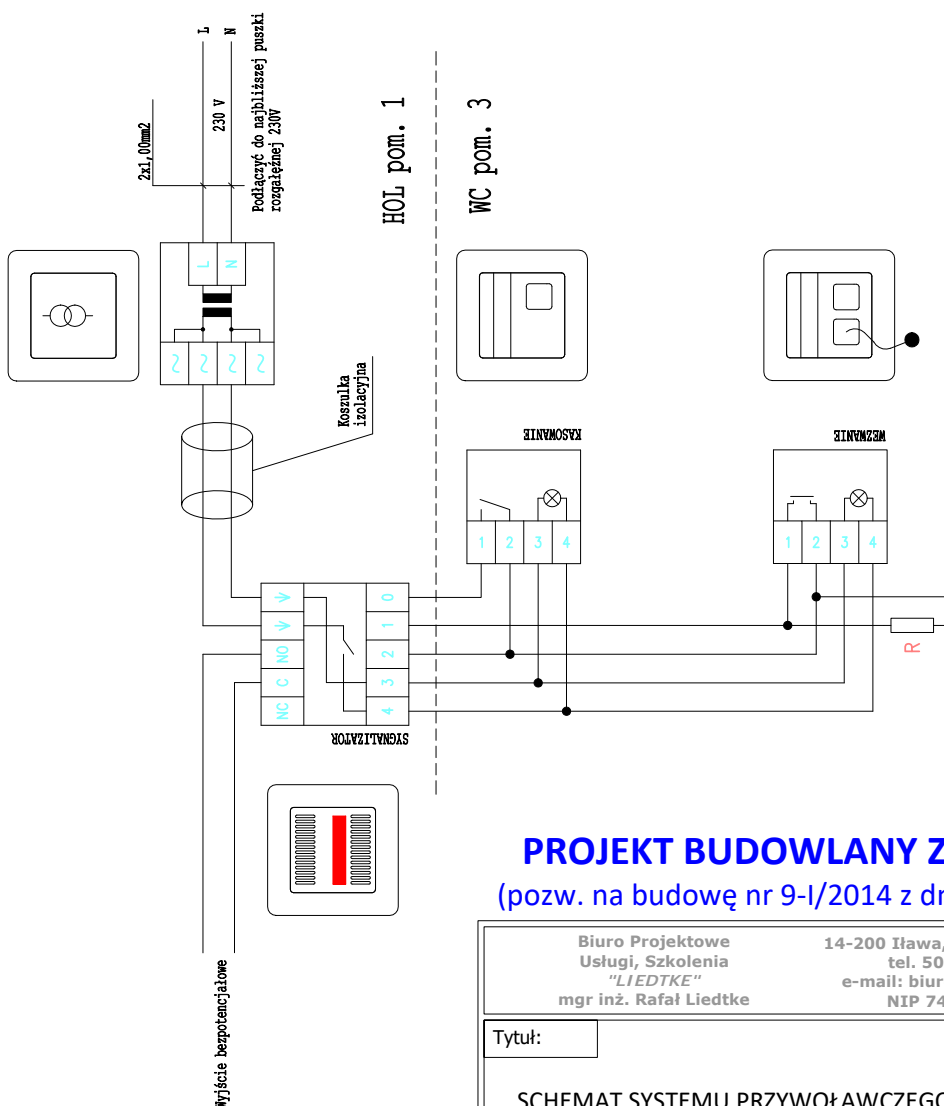 L
N
2x1,00mm2
230 V
Podłączyć do najbliższej puszki
rozgałęźnej 230V
HOL pom. 1
WC pom. 3
L
N
~
~
~
~
Koszulka
izolacyjna
KASOWANIE
1
2
3
4
WEZWANIE
1
2
3
4
NO
C
NC
0
1
2
3
4
SYGNALIZATOR
R
Wyjście bezpotencjałowe
PROJEKT BUDOWLANY Z
(pozw. na budowę nr 9-I/2014 z dn
Biuro Projektowe
Usługi, Szkolenia
"LIEDTKE"
mgr inż. Rafał Liedtke
14-200 Iława,
tel. 50
e-mail: biur
NIP 74
Tytuł:
SCHEMAT SYSTEMU PRZYWOŁAWCZEGO